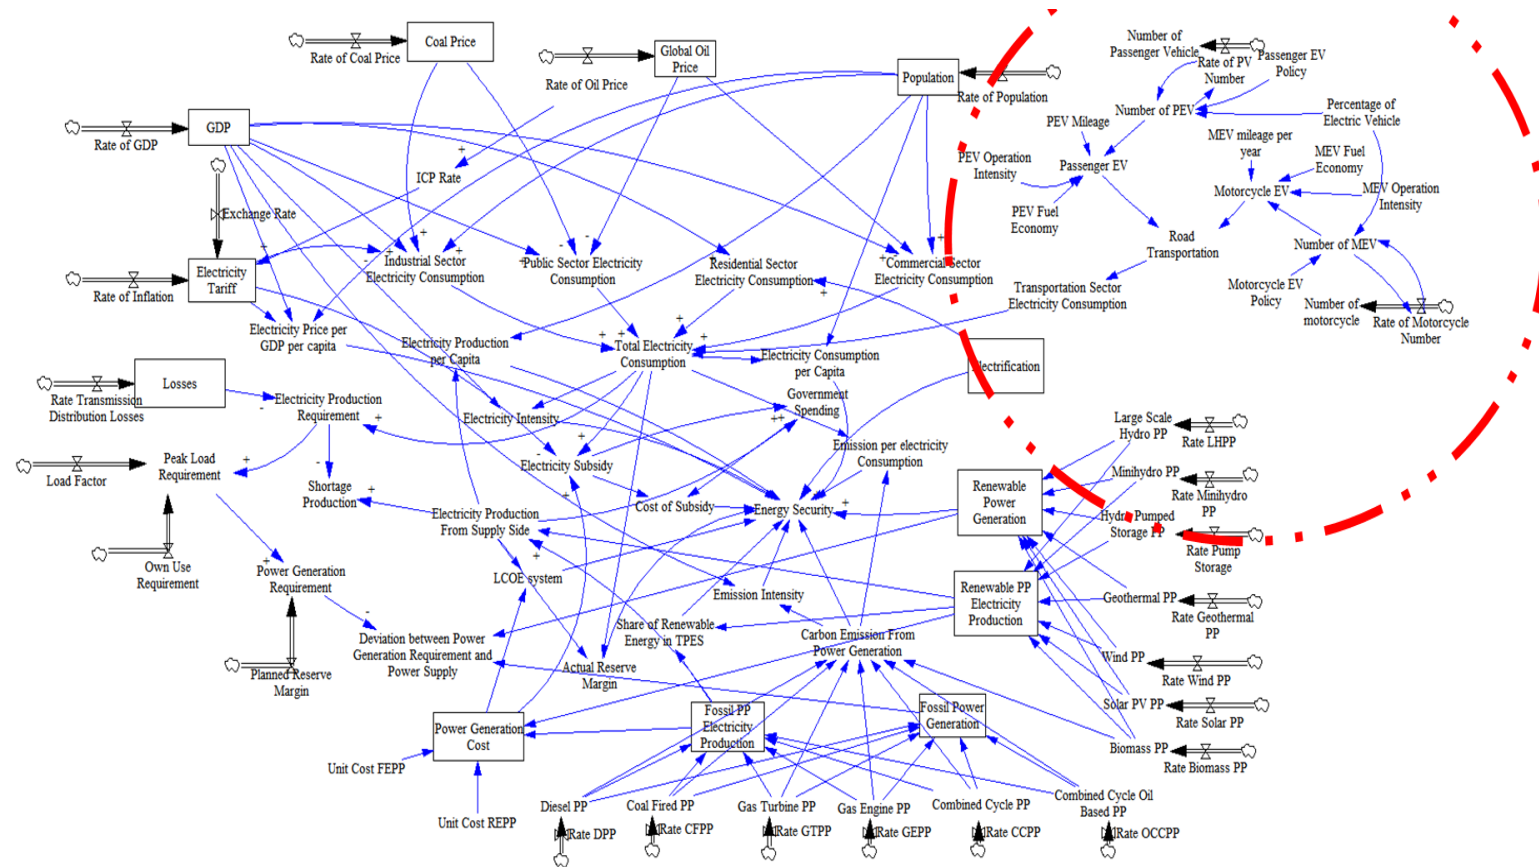 Coal Price
Rate of Coal Price
Global Oil
Price
Rate of Oil Price
Population
Rate of Population
Number of
Passenger Vehicle
Rate of PV
Number
Passenger EV
Policy
Number of PEV
Percentage of
Electric Vehicle
PEV Mileage
MEV mileage per
year
MEV Fuel
Economy
PEV Operation
Intensity
Passenger EV
Motorcycle EV
MEV Operation
Intensity
PEV Fuel
Economy
Road
Transportation
Number of MEV
Motorcycle EV
Policy
Number of
motorcycle
Rate of Motorcycle
Number
GDP
Rate of GDP
ICP Rate
+
Exchange Rate
Electricity
Tariff
Rate of Inflation
+
-
+
+
+
Industrial Sector
Electricity Consumption
-
-
+
Public Sector Electricity
Consumption
Residential Sector
Electricity Consumption
+
+
-
+
Commercial Sector
Electricity Consumption
Transportation Sector
Electricity Consumption
Electricity Price per
GDP per capita
Electricity Production
per Capita
+
+
+
+
Total Electricity
Consumption
Electricity Consumption
per Capita
Electrification
Losses
Rate Transmission
Distribution Losses
-
Electricity Production
Requirement
+
Electricity Intensity
Government
Spending
++
Emission per electricity
Consumption
Large Scale
Hydro PP
Rate LHPP
Load Factor
Peak Load
Requirement
+
-
Shortage
Production
+
+
-
Electricity Subsidy
+
Cost of Subsidy
Energy Security
+
Renewable
Power
Generation
Minihydro PP
Rate Minihydro
PP
Hydro Pumped
Storage PP
Rate Pump
Storage
Electricity Production
From Supply Side
+
LCOE system
Own Use
Requirement
+
Power Generation
Requirement
-
Emission Intensity
Renewable PP
Electricity
Production
Geothermal PP
Rate Geothermal
PP
Share of Renewable
Energy in TPES
Carbon Emission From
Power Generation
Deviation between Power
Generation Requirement and
Power Supply
Actual Reserve
Margin
Planned Reserve
Margin
Wind PP
Rate Wind PP
Solar PV PP
Rate Solar PP
Biomass PP
Rate Biomass PP
Power Generation
Cost
Fossil PP
Electricity
Production
Fossil Power
Generation
Unit Cost FEPP
Unit Cost REPP
Diesel PP
Coal Fired PP
Gas Turbine PP
Gas Engine PP
Combined Cycle PP
Combined Cycle Oil
Based PP
Rate DPP
Rate CFPP
Rate GTPP
Rate GEPP
Rate CCPP
Rate OCCPP